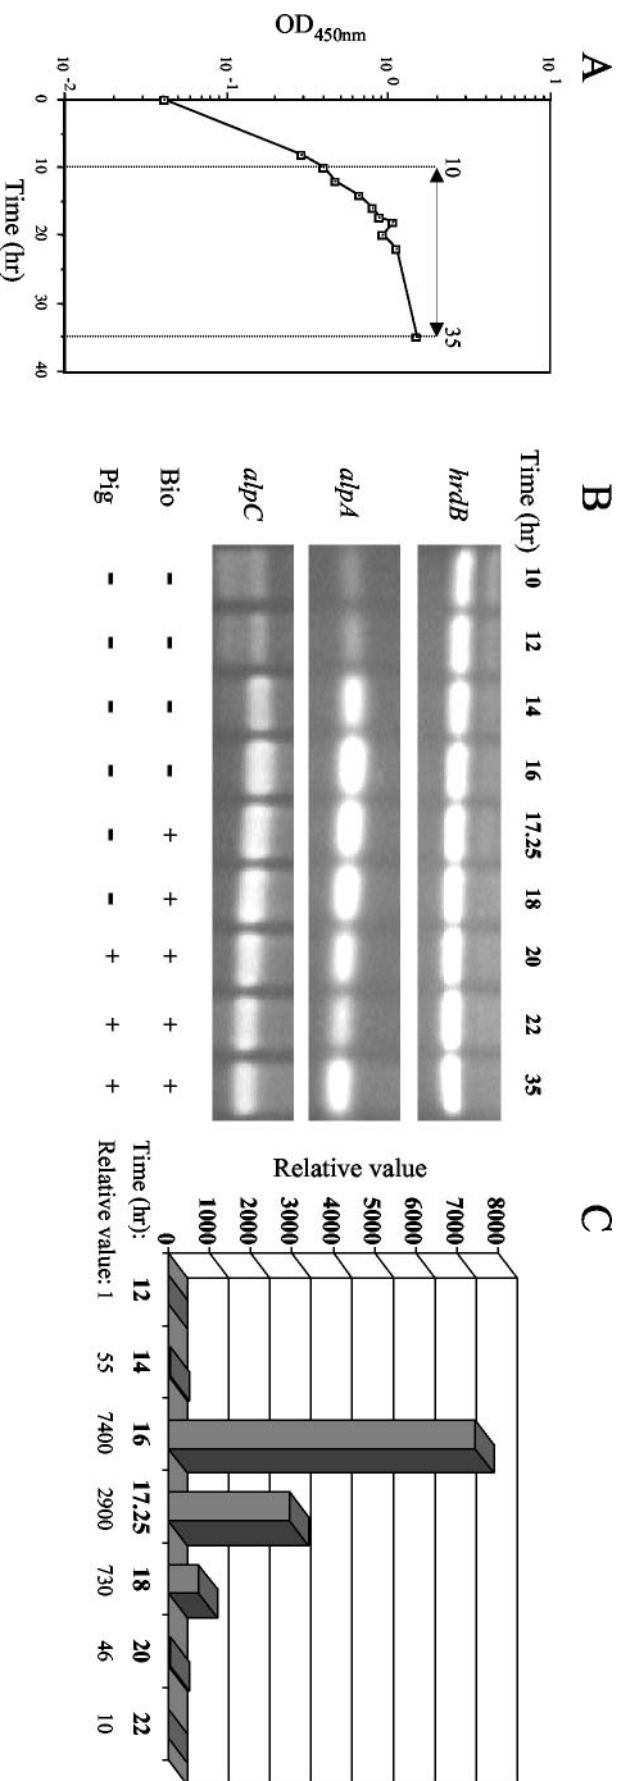 A
OD450nm
10 1
10 0
10 -1
10 -2
10
35
0 10 20 30 40
Time (hr)
B
Time (hr) 10 12 14 16 17.25 18 20 22 35
hrdB
alpA
alpC
Bio - - - - + + + + +
Pig - - - - - - + + +
C
Relative value
8000
7000
6000
5000
4000
3000
2000
1000
0
Time (hr): 12 14 16 17.25 18 20 22
Relative value: 1 55 7400 2900 730 46 10